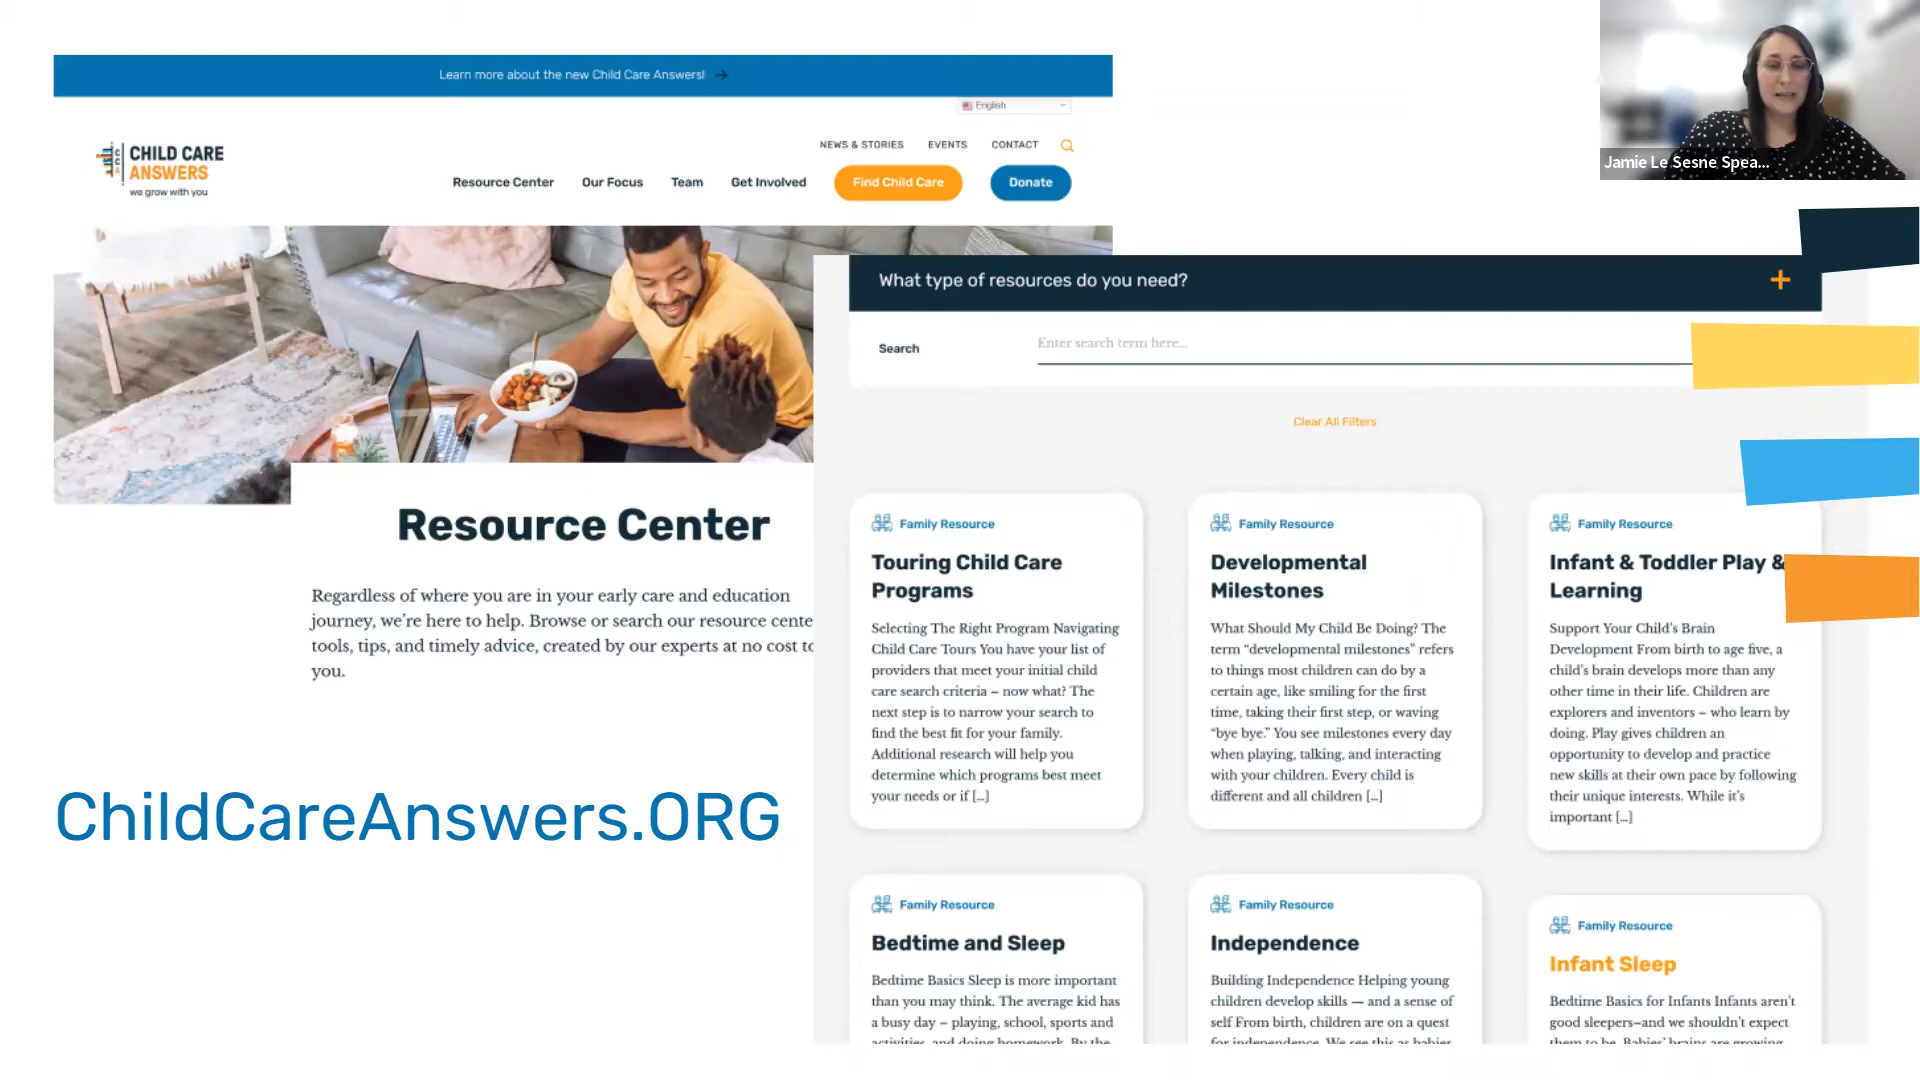 Learn more about the new Child Care Answers! →
English
CHILD CARE
ANSWERS
we grow with you
NEWS & STORIES EVENTS CONTACT
Resource Center Our Focus Team Get Involved Find Child Care Donate
Jamie Le Sesne Spea...
What type of resources do you need? +
Search Enter search term here...
Clear All Filters
Resource Center
Regardless of where you are in your early care and education
journey, we're here to help. Browse or search our resource cente
tools, tips, and timely advice, created by our experts at no cost to
you.
ChildCareAnswers.ORG
Family Resource
Touring Child Care
Programs
Selecting The Right Program Navigating
Child Care Tours You have your list of
providers that meet your initial child
care search criteria – now what? The
next step is to narrow your search to
find the best fit for your family.
Additional research will help you
determine which programs best meet
your needs or if [...]
Family Resource
Developmental
Milestones
What Should My Child Be Doing? The
term “developmental milestones” refers
to things most children can do by a
certain age, like smiling for the first
time, taking their first step, or waving
“bye bye.” You see milestones every day
when playing, talking, and interacting
with your children. Every child is
different and all children [...]
Family Resource
Infant & Toddler Play &
Learning
Support Your Child’s Brain
Development From birth to age five, a
child’s brain develops more than any
other time in their life. Children are
explorers and inventors – who learn by
doing. Play gives children an
opportunity to develop and practice
new skills at their own pace by following
their unique interests. While it’s
important [...]
Family Resource
Bedtime and Sleep
Bedtime Basics Sleep is more important
than you may think. The average kid has
a busy day – playing, school, sports and
activities, and doing homework. By the
Family Resource
Independence
Building Independence Helping young
children develop skills — and a sense of
self From birth, children are on a quest
for independence. We see this as babies
Family Resource
Infant Sleep
Bedtime Basics for Infants Infants aren’t
good sleepers–and we shouldn’t expect
them to be. Babies’ brains are growing